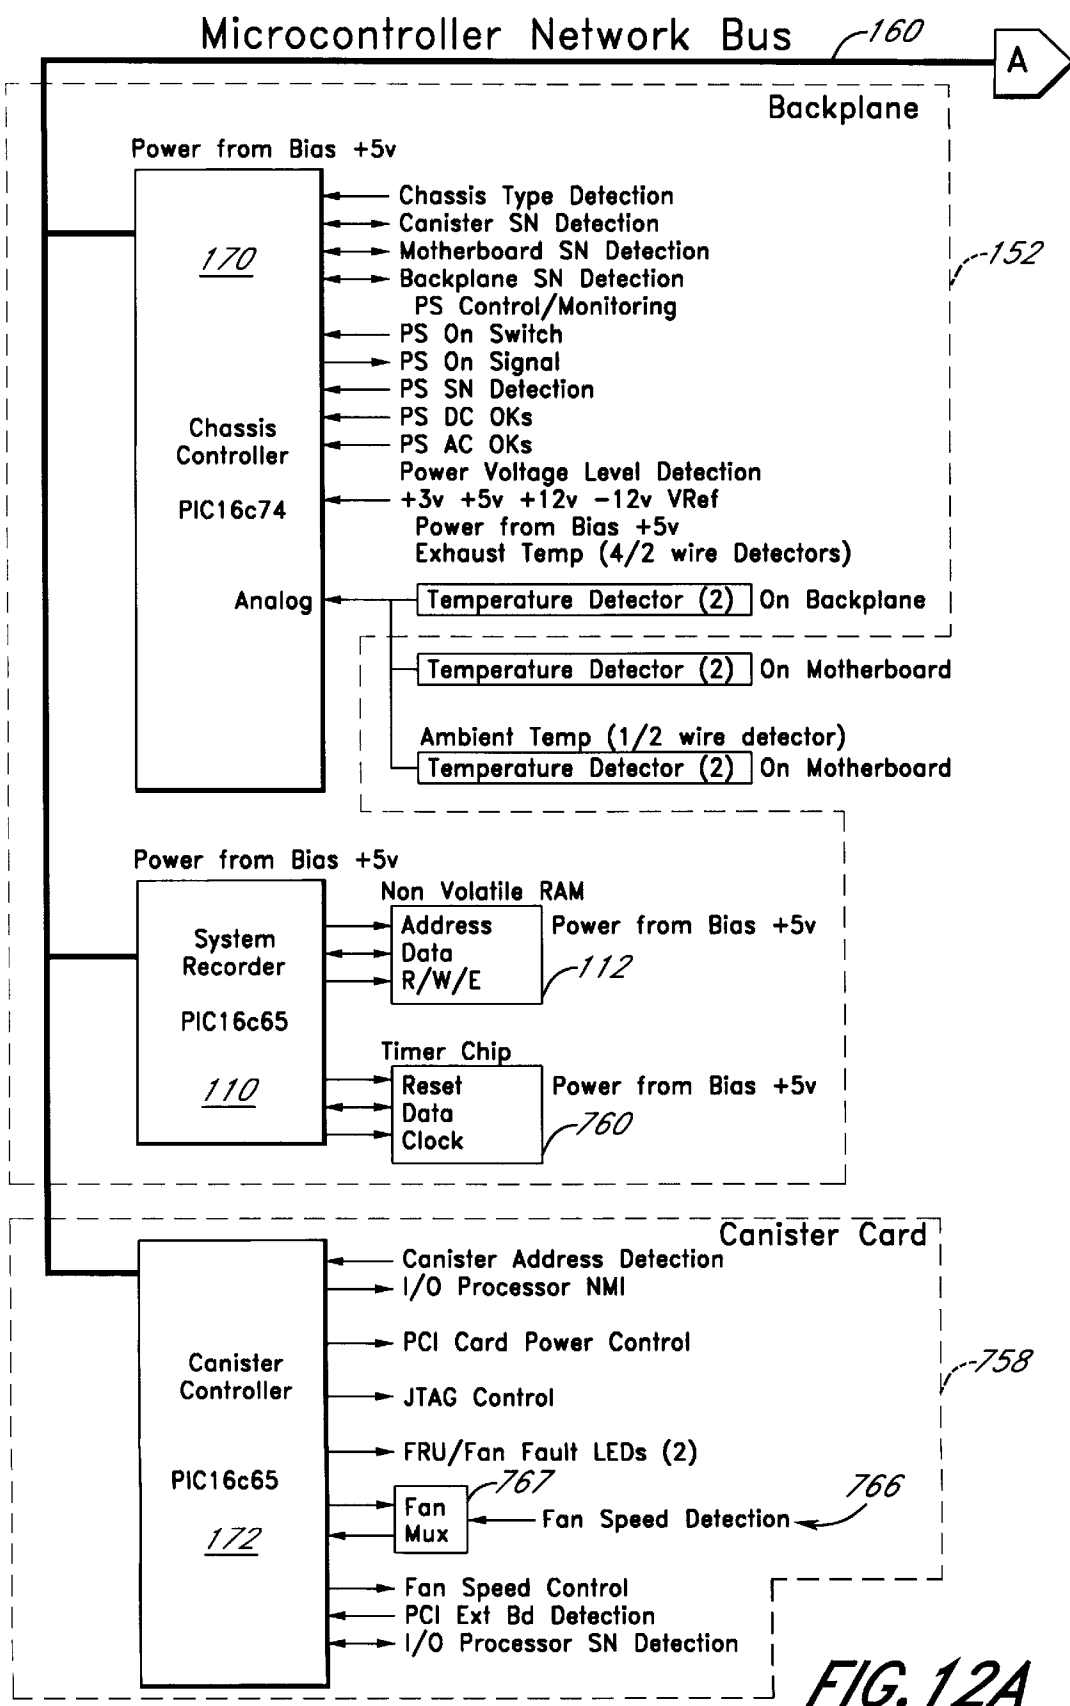 Microcontroller Network Bus
160
A
Backplane
Power from Bias +5v
Chassis Type Detection
Canister SN Detection
170
Motherboard SN Detection
152
Backplane SN Detection
PS Control/Monitoring
PS On Switch
PS On Signal
PS SN Detection
PS DC OKs
PS AC OKs
Chassis
Controller
PIC16c74
Power Voltage Level Detection
+3v +5v +12v -12v VRef
Power from Bias +5v
Exhaust Temp (4/2 wire Detectors)
Analog
Temperature Detector (2) On Backplane
Temperature Detector (2) On Motherboard
Ambient Temp (1/2 wire detector)
Temperature Detector (2) On Motherboard
Power from Bias +5v
System
Recorder
PIC16c65
110
Non Volatile RAM
Address
Data
R/W/E
Power from Bias +5v
112
Timer Chip
Reset
Data
Clock
Power from Bias +5v
760
Canister Card
Canister Address Detection
I/O Processor NMI
PCI Card Power Control
758
Canister
Controller
JTAG Control
FRU/Fan Fault LEDs (2)
PIC16c65
172
767
Fan
Mux
Fan Speed Detection
766
Fan Speed Control
PCI Ext Bd Detection
I/O Processor SN Detection
FIG. 12A